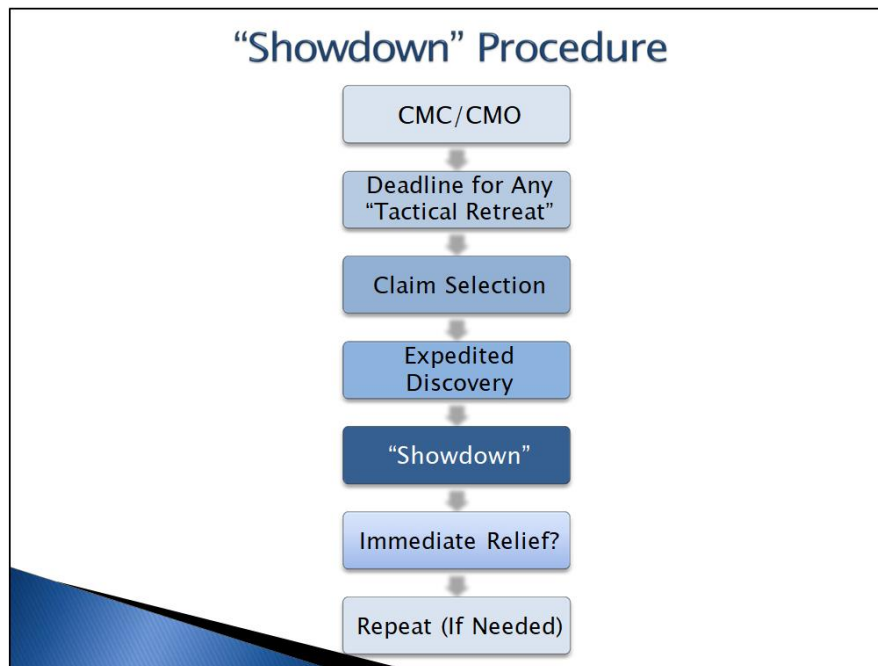 “Showdown” Procedure
CMC/CMO
Deadline for Any
“Tactical Retreat”
Claim Selection
Expedited
Discovery
“Showdown”
Immediate Relief?
Repeat (If Needed)